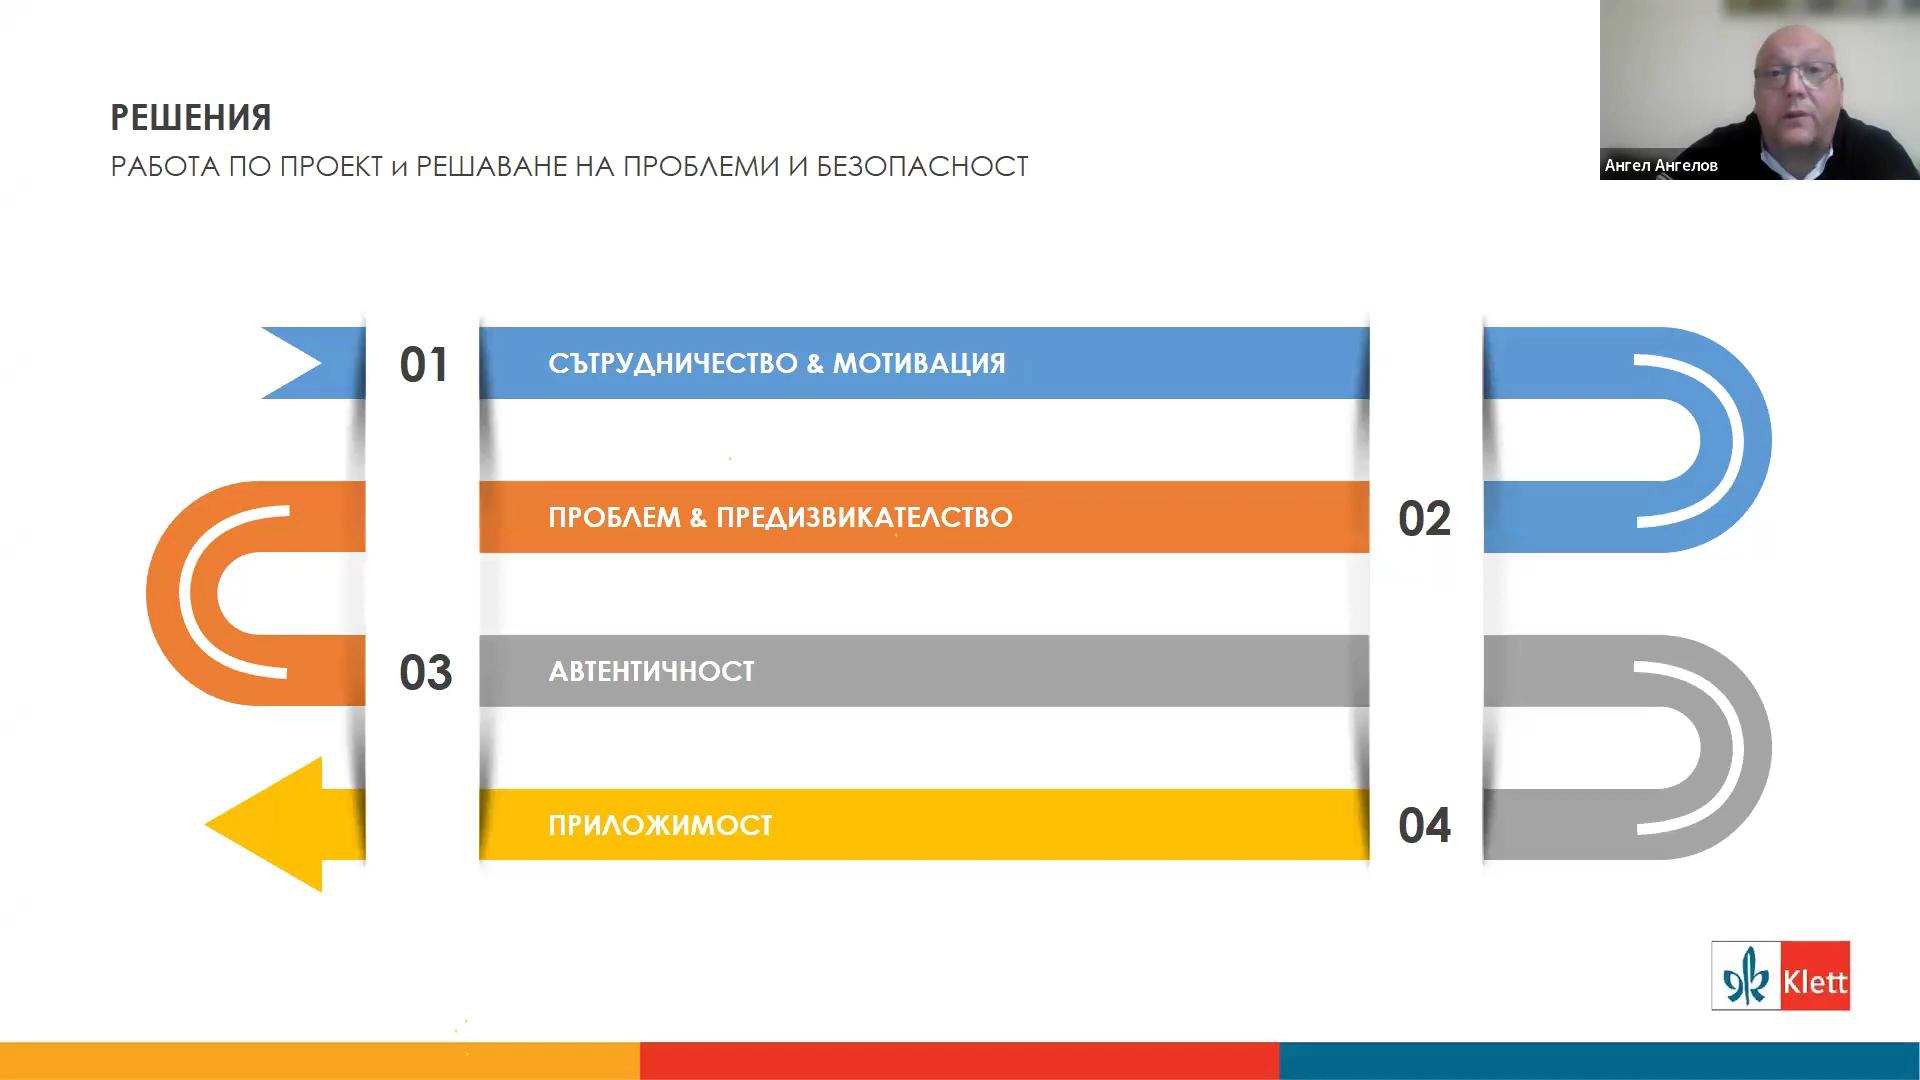 РЕШЕНИЯ
РАБОТА ПО ПРОЕКТ и РЕШАВАНЕ НА ПРОБЛЕМИ И БЕЗОПАСНОСТ
Ангел Ангелов
01
СЪТРУДНИЧЕСТВО & МОТИВАЦИЯ
ПРОБЛЕМ & ПРЕДИЗВИКАТЕЛСТВО
02
03
АВТЕНТИЧНОСТ
ПРИЛОЖИМОСТ
04
Klett